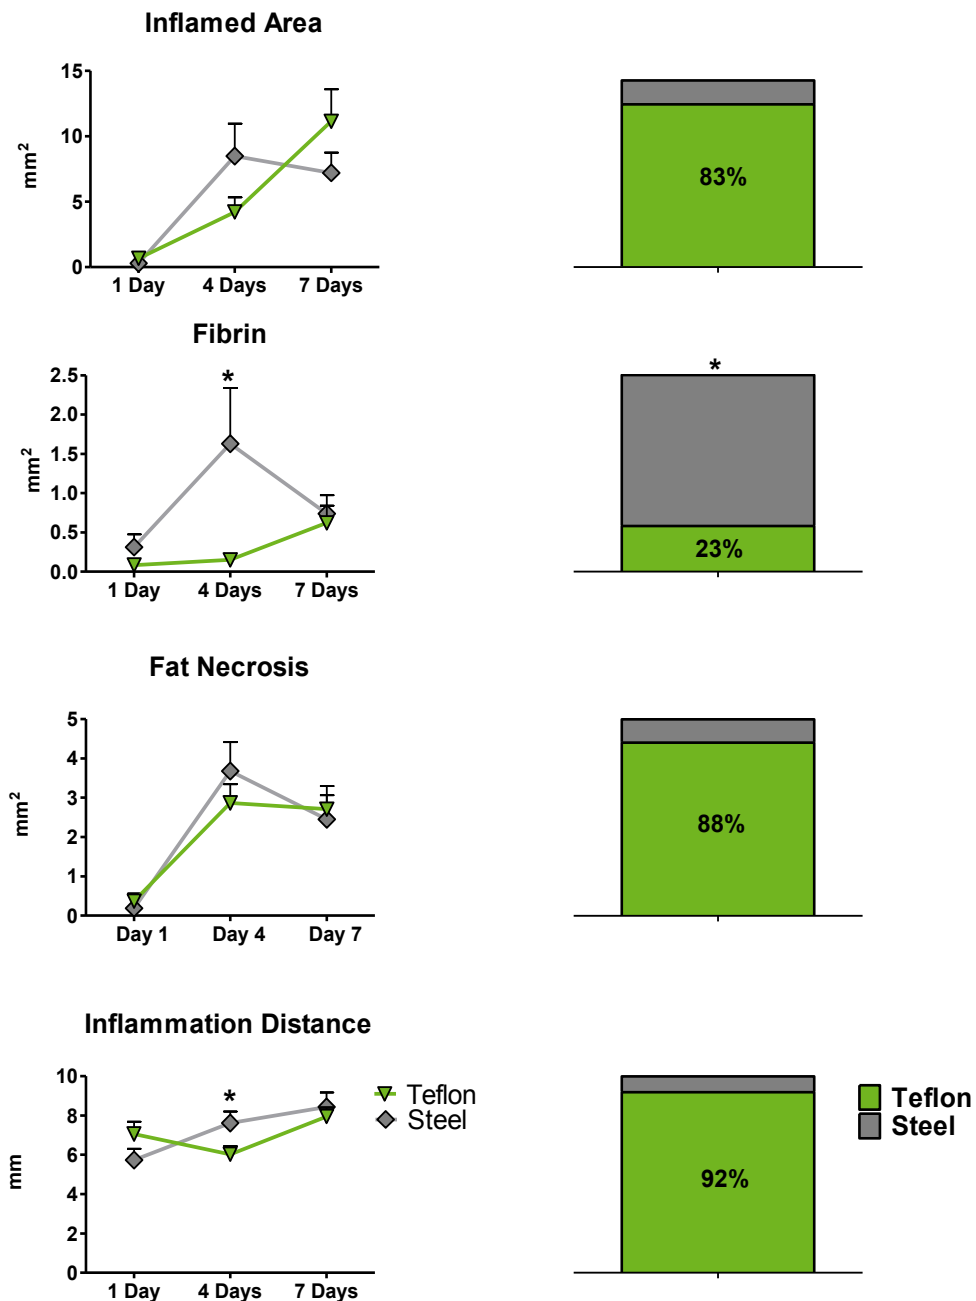 Inflamed Area
15
10
5
0
mm²
1 Day 4 Days 7 Days
83%
Fibrin
2.5
2.0
1.5
1.0
0.5
0.0
mm²
*
1 Day 4 Days 7 Days
*
23%
Fat Necrosis
5
4
3
2
1
0
mm²
Day 1 Day 4 Day 7
88%
Inflammation Distance
10
8
6
4
2
0
mm
*
1 Day 4 Days 7 Days
Teflon
Steel
92%
Teflon
Steel